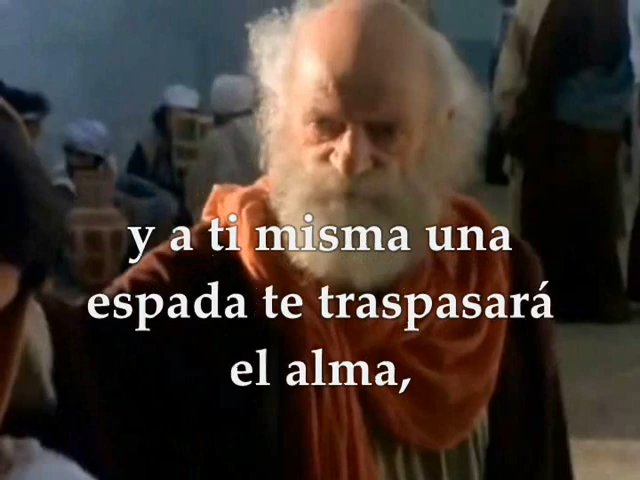 y a ti misma una
espada te traspasará
el alma,